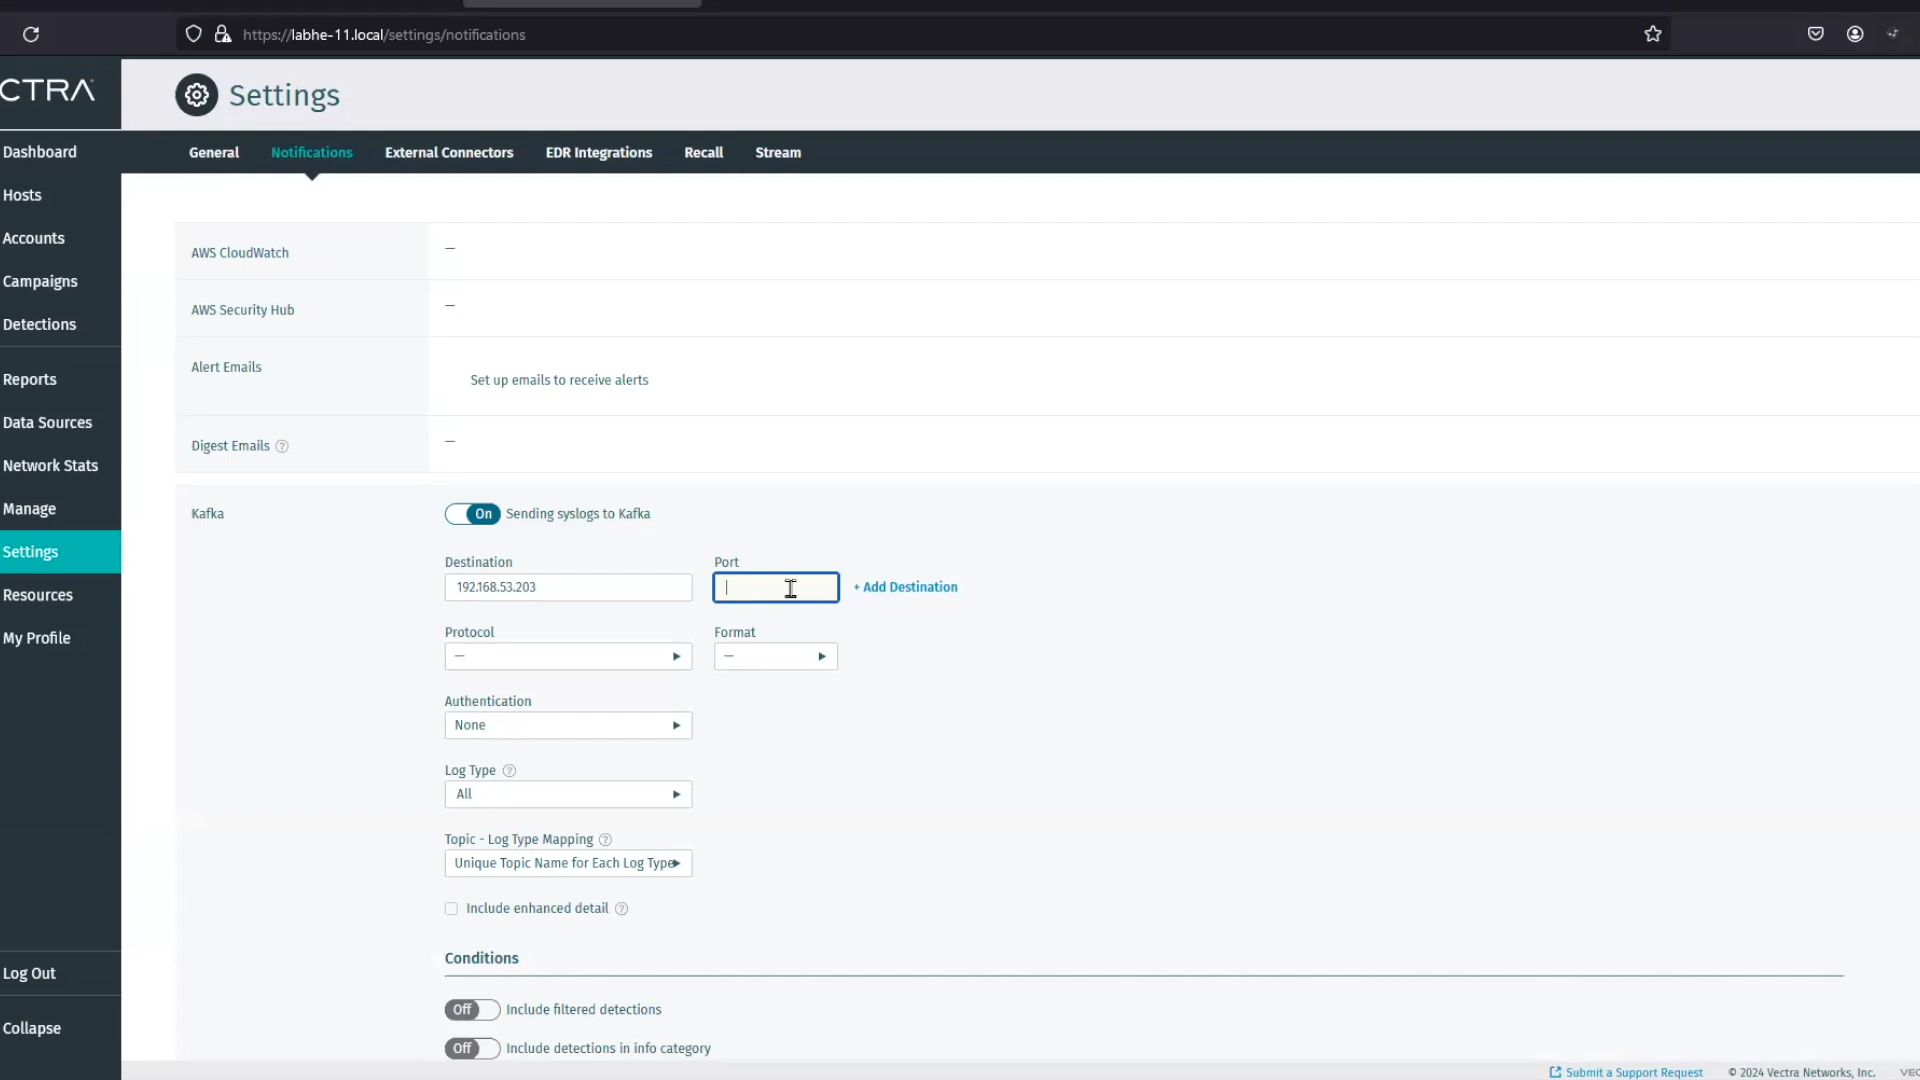 https://labhe-11.local/settings/notifications
CTRA
Settings
General
Notifications
External Connectors
EDR Integrations
Recall
Stream
Dashboard
Hosts
Accounts
Campaigns
Detections
Reports
Data Sources
Network Stats
Manage
Settings
Resources
My Profile
Log Out
Collapse
AWS CloudWatch
—
AWS Security Hub
—
Alert Emails
Set up emails to receive alerts
Digest Emails ?
—
Kafka
On Sending syslogs to Kafka
Destination Port
192.168.53.203 + Add Destination
Protocol Format
— —
Authentication
None
Log Type ?
All
Topic - Log Type Mapping ?
Unique Topic Name for Each Log Type
Include enhanced detail ?
Conditions
Off Include filtered detections
Off Include detections in info category
Submit a Support Request © 2024 Vectra Networks, Inc. VEC